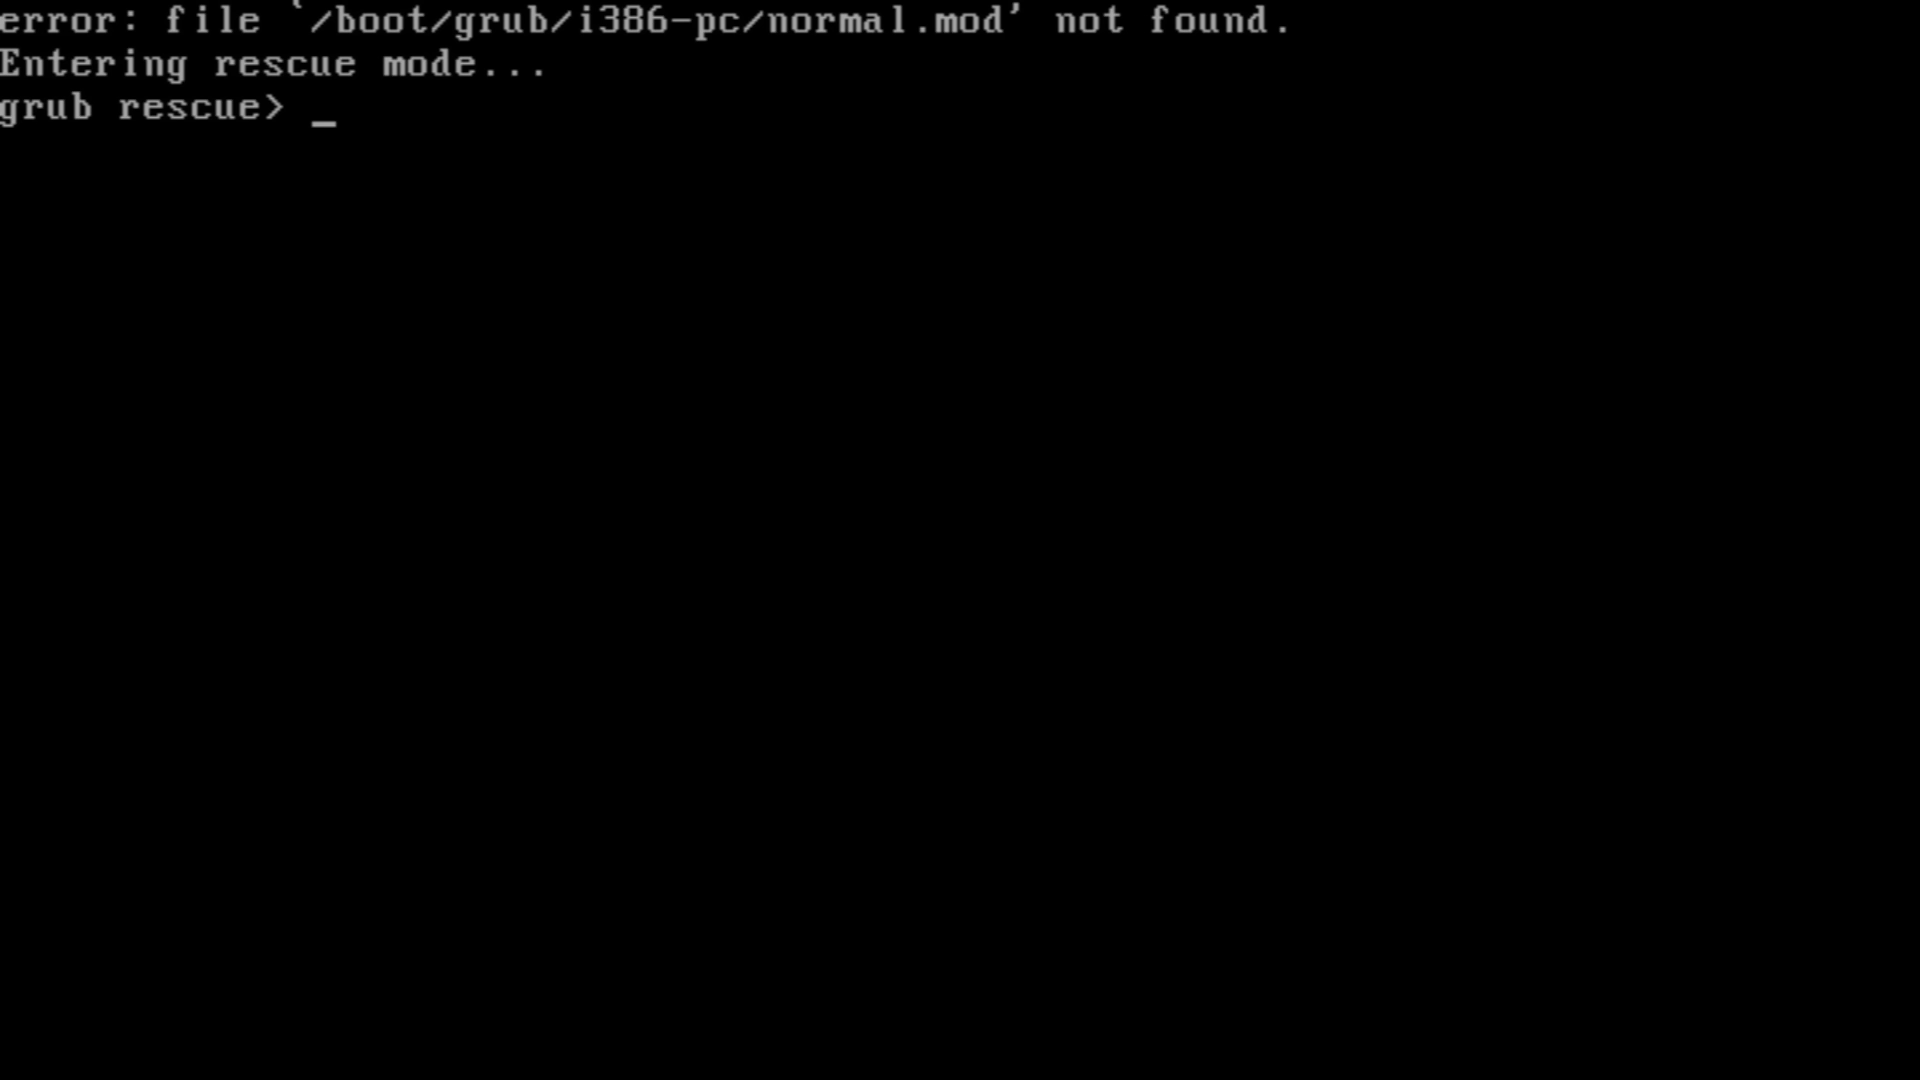 error: file `/boot/grub/i386-pc/normal.mod' not found.
Entering rescue mode...
grub rescue> _